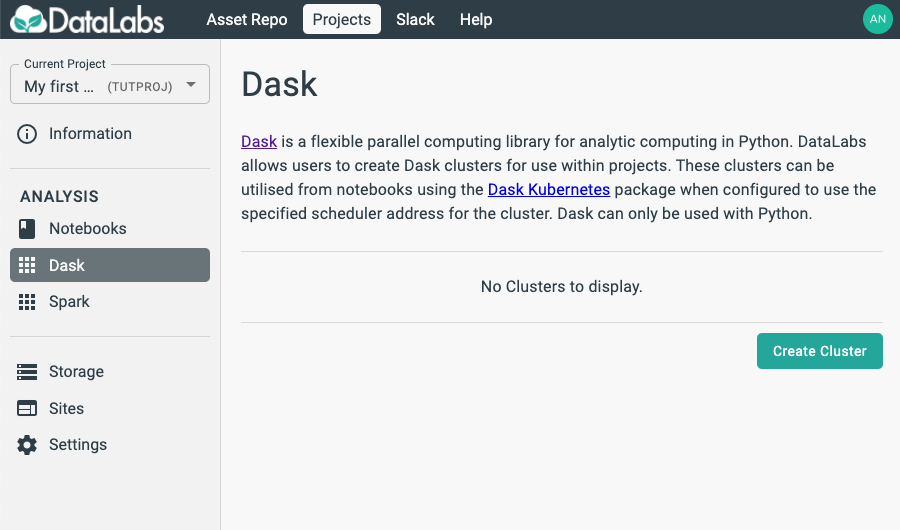 DataLabs
Asset Repo
Projects
Slack
Help
AN
Current Project
My first ... (TUTPROJ)
Information
ANALYSIS
Notebooks
Dask
Spark
Storage
Sites
Settings
Dask
Dask is a flexible parallel computing library for analytic computing in Python. DataLabs
allows users to create Dask clusters for use within projects. These clusters can be
utilised from notebooks using the Dask Kubernetes package when configured to use the
specified scheduler address for the cluster. Dask can only be used with Python.
No Clusters to display.
Create Cluster